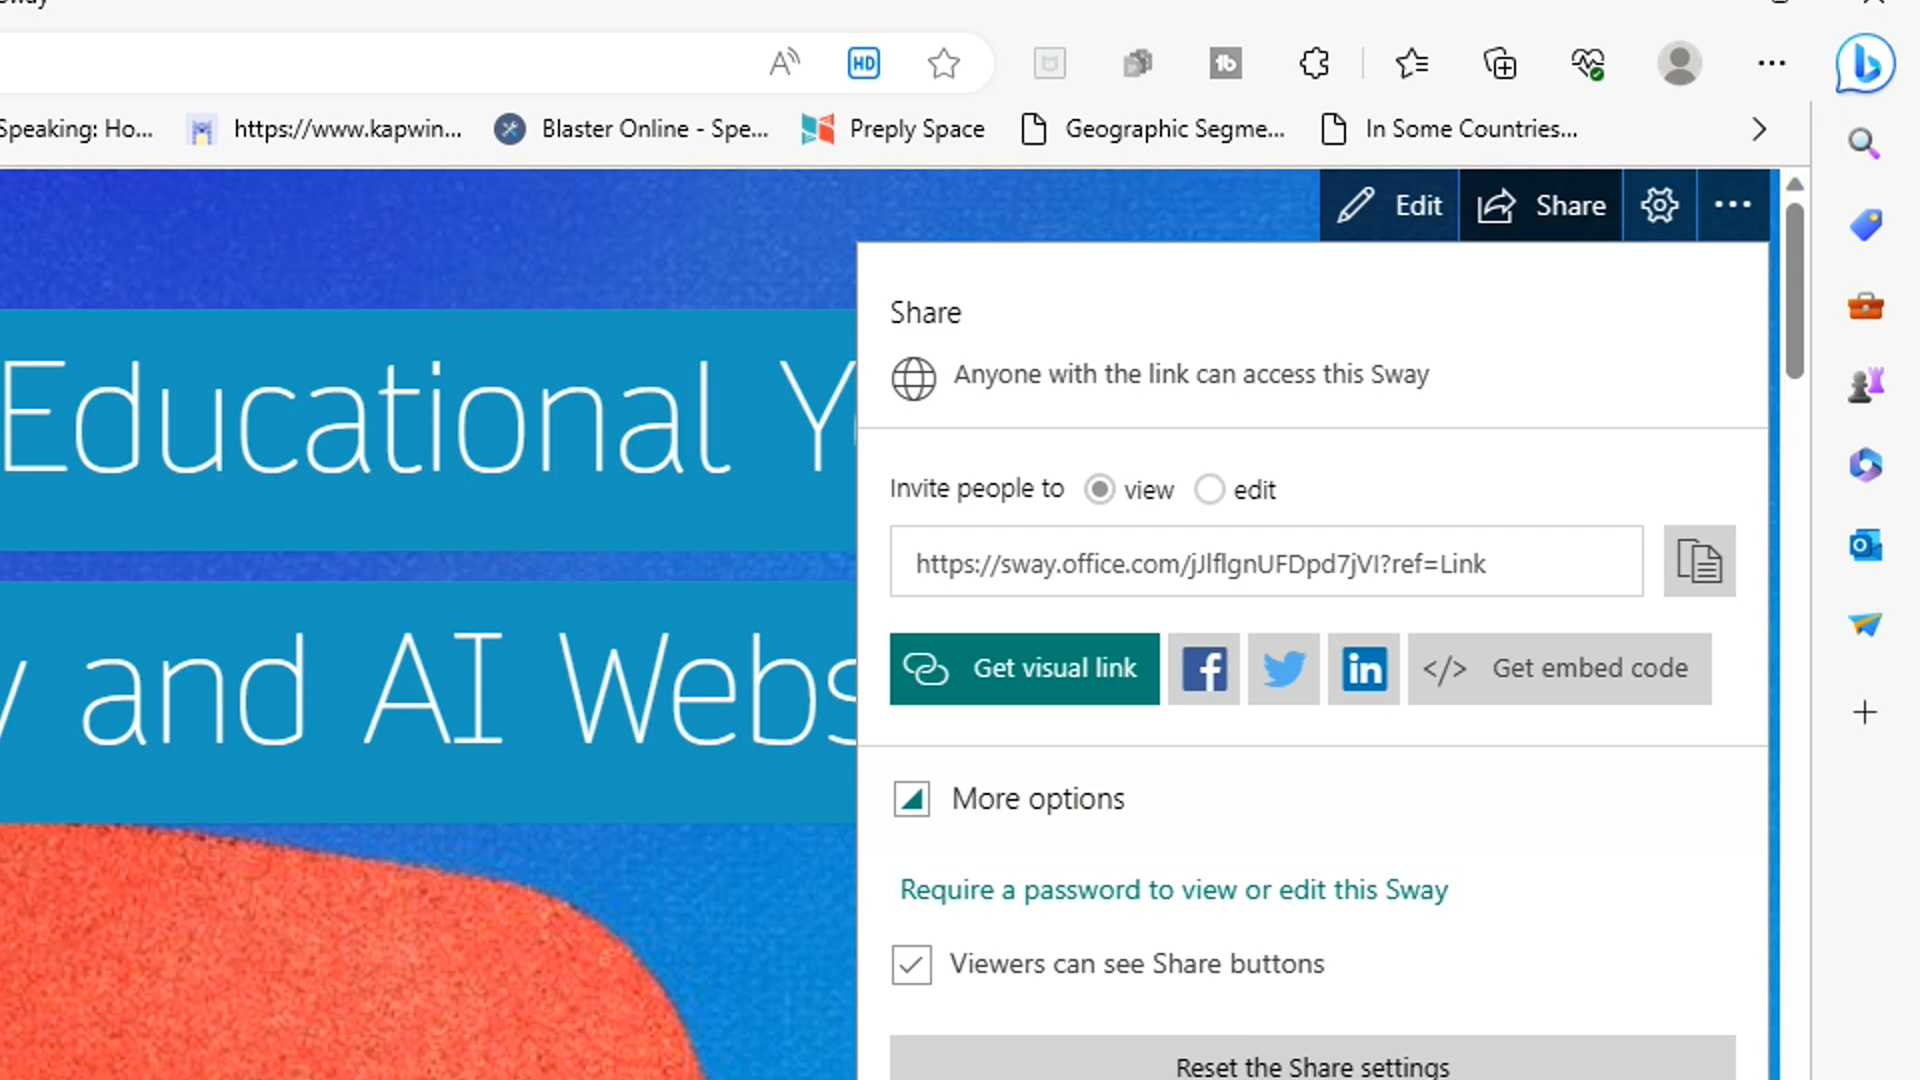 HD
Speaking: Ho... https://www.kapwin... Blaster Online - Spe... Preply Space Geographic Segme... In Some Countries...
Edit Share
Share
Anyone with the link can access this Sway
Educational Y
Invite people to view edit
https://sway.office.com/jJlflgnUFDpd7jVI?ref=Link
y and AI Webs
Get visual link Get embed code
More options
Require a password to view or edit this Sway
Viewers can see Share buttons
Reset the Share settings